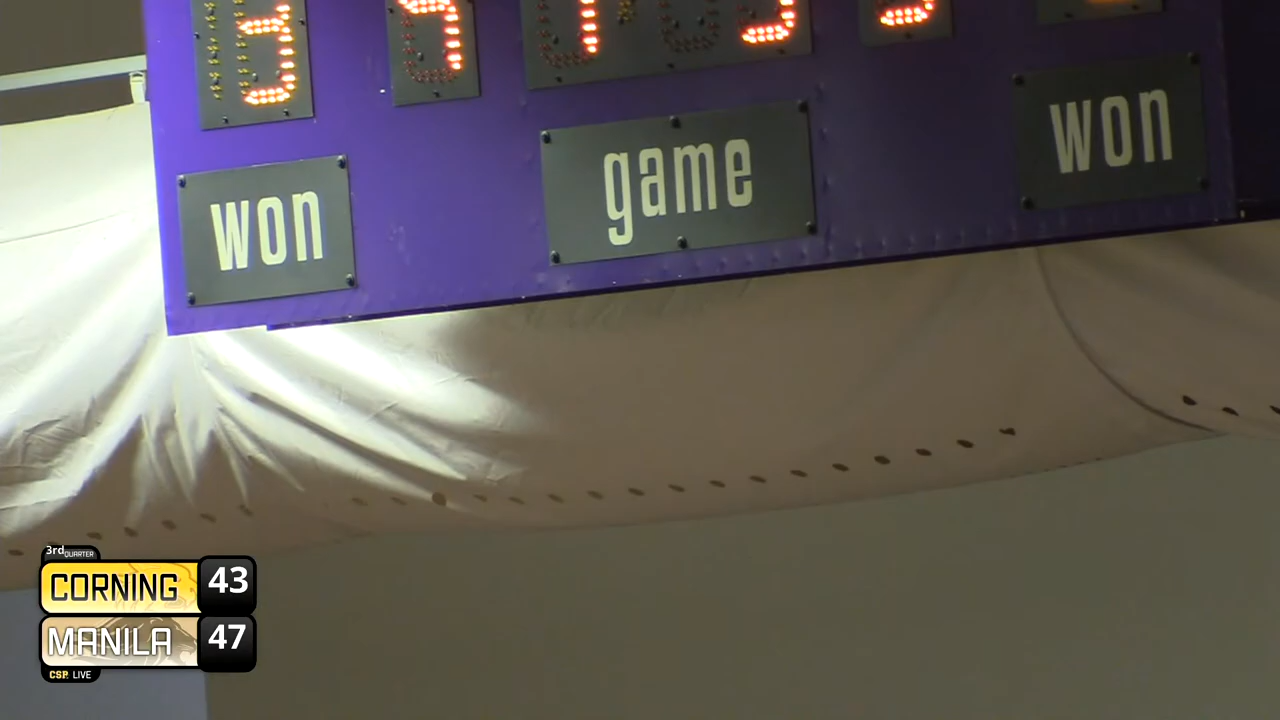 won
game
won
3rd QUARTER
CORNING 43
MANILA 47
CSP. LIVE